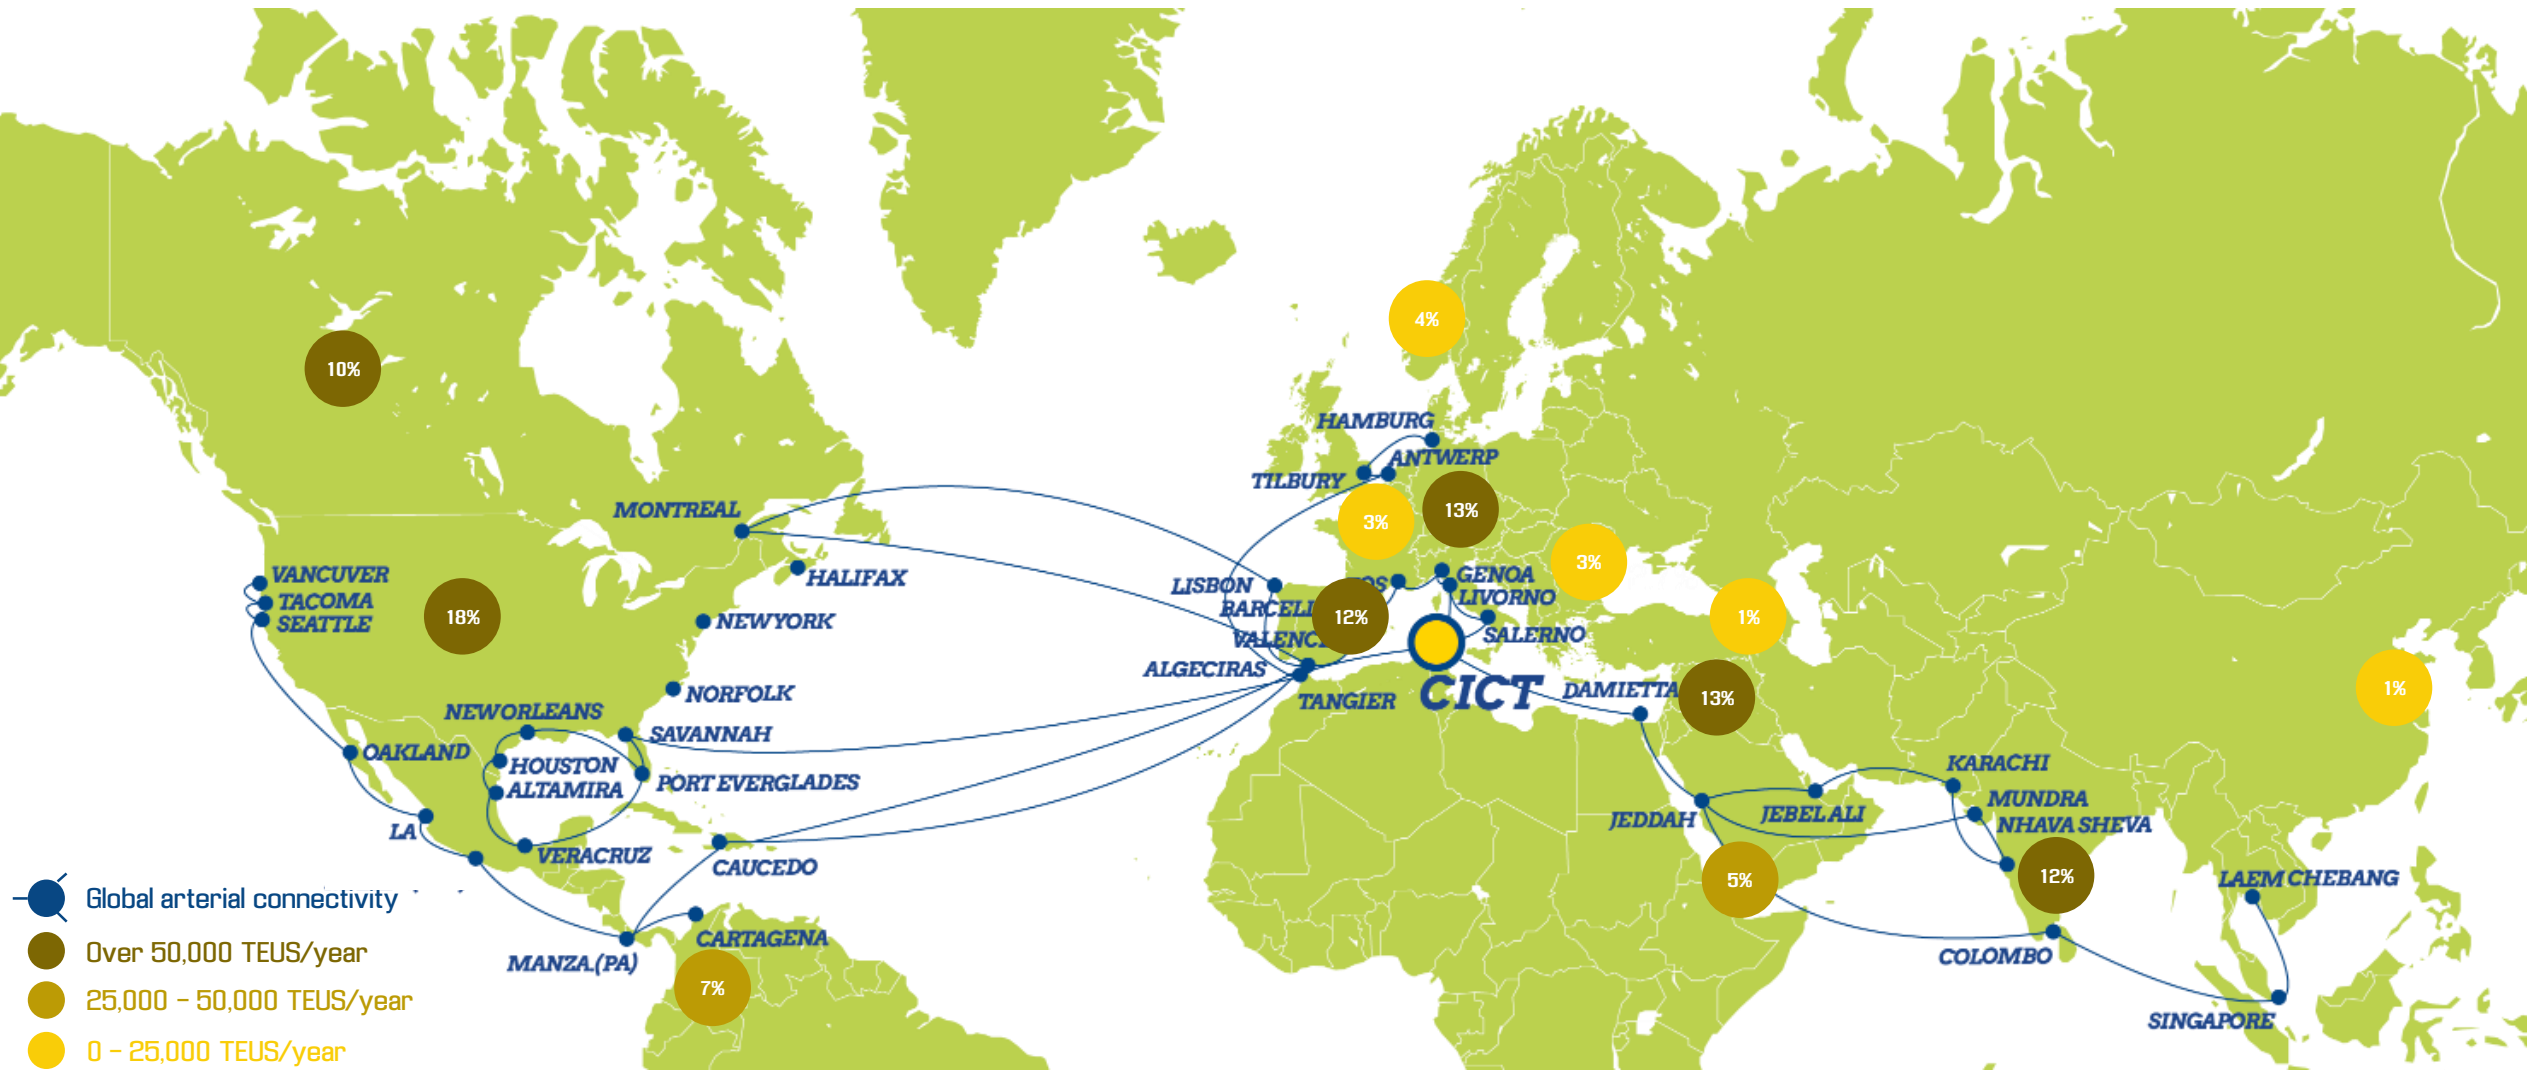 4%
10%
HAMBURG
ANTWERP
TILBURY
13%
3%
MONTREAL
3%
HALIFAX
VANCUVER
TACOMA
SEATTLE
18%
NEWYORK
LISBON
GENOA
LIVORNO
12%
1%
SALERNO
ALGECIRAS
TANGIER
CICT
DAMIETTA
13%
1%
NORFOLK
NEWORLEANS
SAVANNAH
OAKLAND
HOUSTON
ALTAMIRA
PORT EVERGLADES
KARACHI
MUNDRA
NHAVA SHEVA
JEBEL ALI
JEDDAH
LA
VERACRUZ
CAUCEDO
5%
12%
LAEM CHEBANG
CARTAGENA
MANZA.(PA)
COLOMBO
7%
SINGAPORE
Global arterial connectivity
Over 50,000 TEUS/year
25,000 - 50,000 TEUS/year
0 - 25,000 TEUS/year